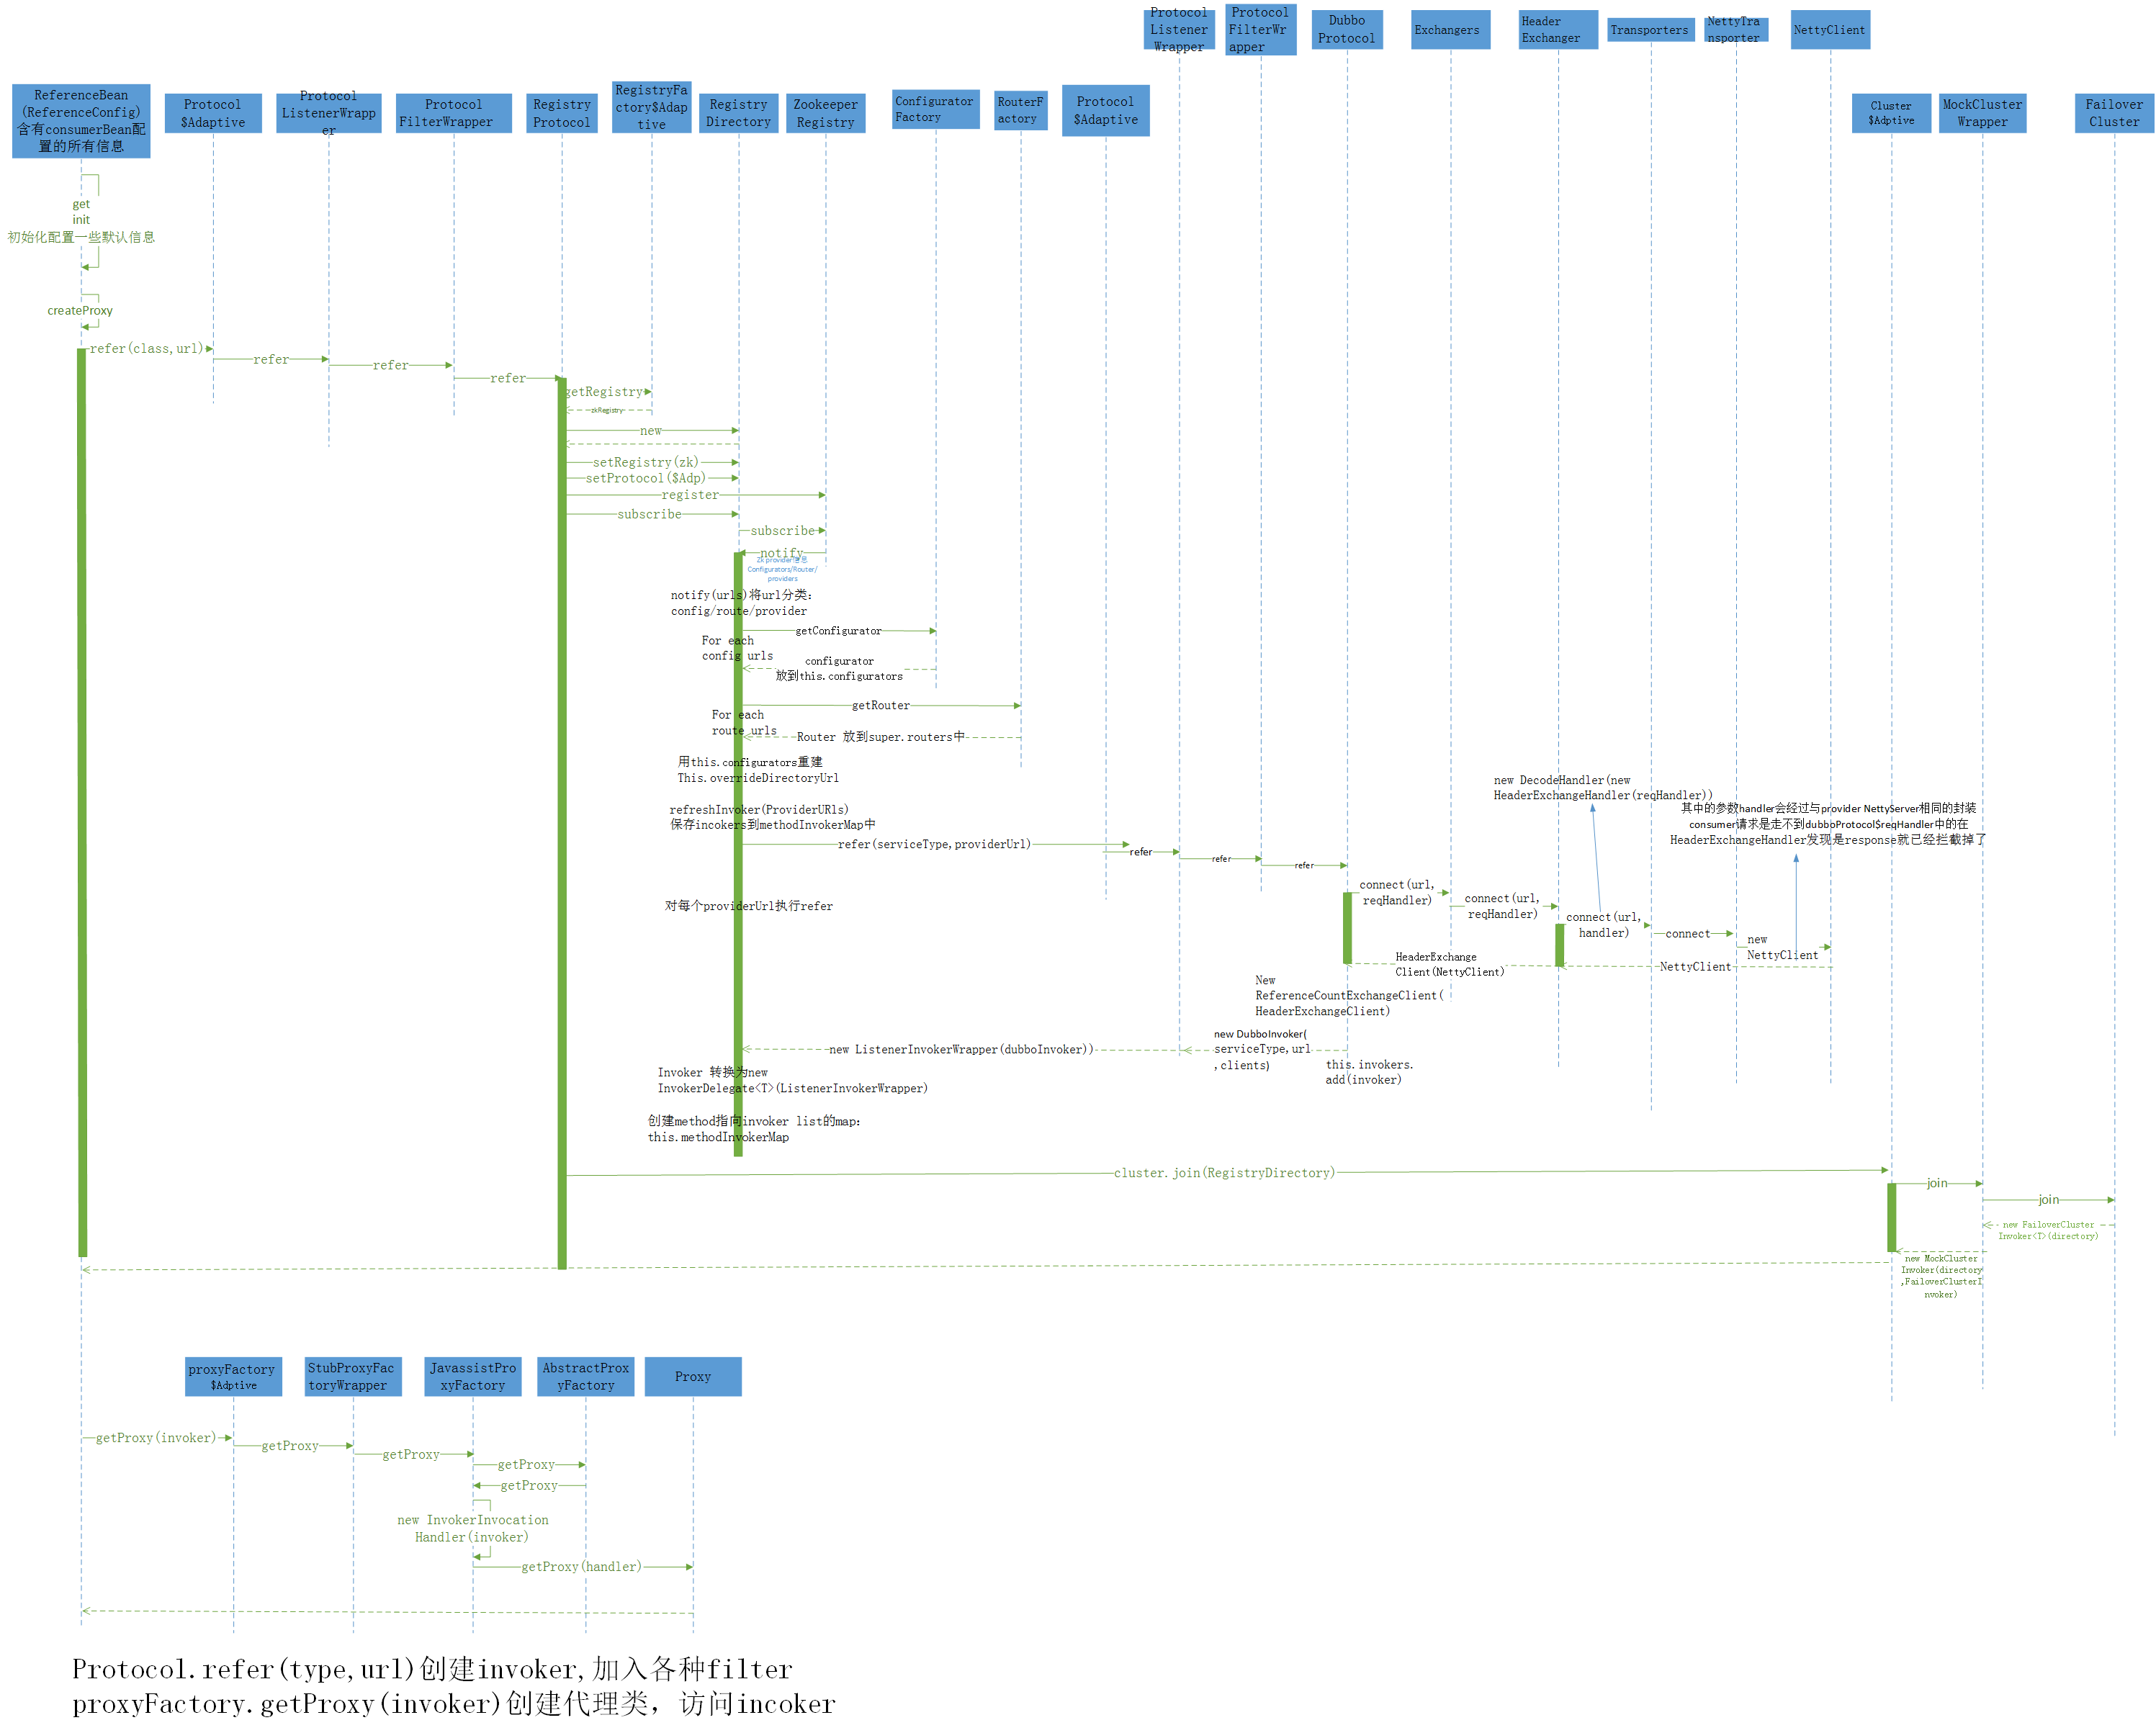 Protocol
Listener
Wrapper
Protocol
FilterWr
apper
Dubbo
Protocol
Exchangers
Header
Exchanger
Transporters
NettyTra
nsporter
NettyClient
ReferenceBean
(ReferenceConfig)
含有consumerBean配
置的所有信息
Protocol
$Adaptive
Protocol
ListenerWrapp
er
Protocol
FilterWrapper
Registry
Protocol
RegistryFa
ctory$Adap
tive
Registry
Directory
Zookeeper
Registry
Configurator
Factory
RouterF
actory
Protocol
$Adaptive
Cluster
$Adptive
MockCluster
Wrapper
Failover
Cluster
get
init
初始化配置一些默认信息
createProxy
refer(class,url)
refer
refer
refer
getRegistry
zkRegistry
new
setRegistry(zk)
setProtocol($Adp)
register
subscribe
subscribe
notify
Zk provider信息
Configurators/Router/
providers
notify(urls)将url分类:
config/route/provider
getConfigurator
For each
config urls
configurator
放到this.configurators
getRouter
For each
route urls
Router 放到super.routers中
用this.configurators重建
This.overrideDirectoryUrl
refreshInvoker(ProviderURls)
保存incokers到methodInvokerMap中
refer(serviceType,providerUrl)
refer
refer
refer
new DecodeHandler(new
HeaderExchangeHandler(reqHandler))
其中的参数handler会经过与provider NettyServer相同的封装
consumer请求是走不到dubboProtocol$reqHandler中的在
HeaderExchangeHandler发现是response就已经拦截掉了
对每个providerUrl执行refer
connect(url,
reqHandler)
connect(url,
reqHandler)
connect(url,
handler)
connect
new
NettyClient
HeaderExchange
Client(NettyClient)
NettyClient
New
ReferenceCountExchangeClient(
HeaderExchangeClient)
new DubboInvoker(
serviceType,url
,clients)
new ListenerInvokerWrapper(dubboInvoker))
this.invokers.
add(invoker)
Invoker 转换为new
InvokerDelegate<T>(ListenerInvokerWrapper)
创建method指向invoker list的map:
this.methodInvokerMap
cluster.join(RegistryDirectory)
join
join
new FailoverCluster
Invoker<T>(directory)
new MockCluster
Invoker(directory
,FailoverClusterI
nvoker)
proxyFactory
$Adptive
StubProxyFac
toryWrapper
JavassistPro
xyFactory
AbstractProx
yFactory
Proxy
getProxy(invoker)
getProxy
getProxy
getProxy
getProxy
new InvokerInvocation
Handler(invoker)
getProxy(handler)
Protocol.refer(type,url)创建invoker,加入各种filter
proxyFactory.getProxy(invoker)创建代理类，访问incoker